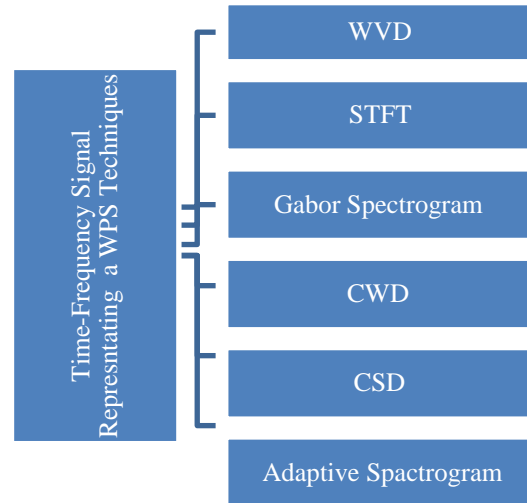 Time-Frequency Signal
Represntating a WPS Techniques
WVD
STFT
Gabor Spectrogram
CWD
CSD
Adaptive Spactrogram